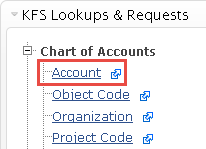 KFS Lookups & Requests
Chart of Accounts
Account
Object Code
Organization
Project Code